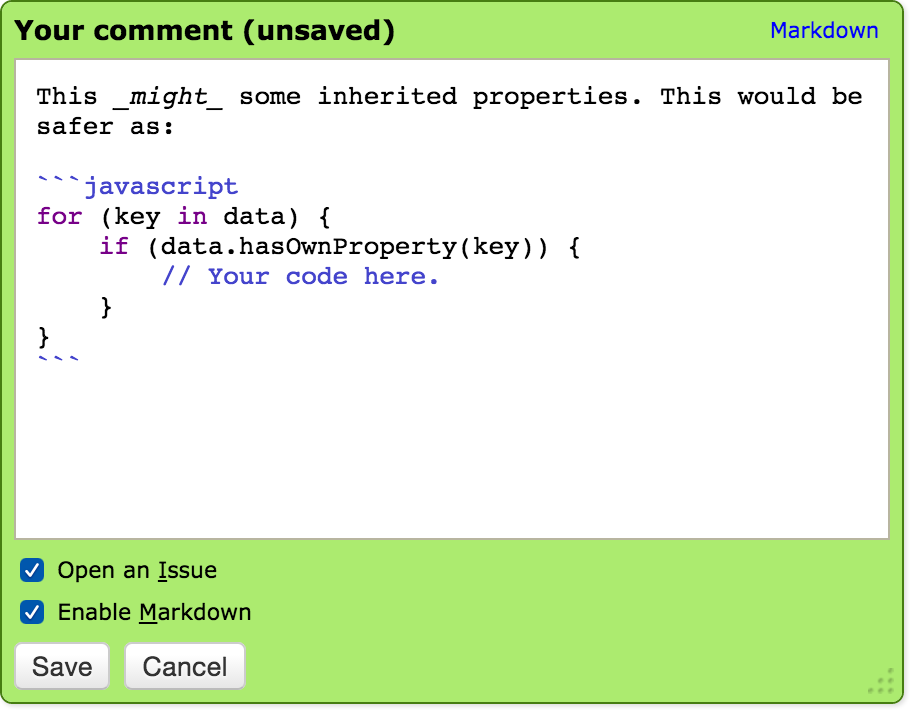 Your comment (unsaved)
Markdown
This _might_ some inherited properties. This would be
safer as:
```javascript
for (key in data) {
    if (data.hasOwnProperty(key)) {
        // Your code here.
    }
}
```
Open an Issue
Enable Markdown
Save
Cancel